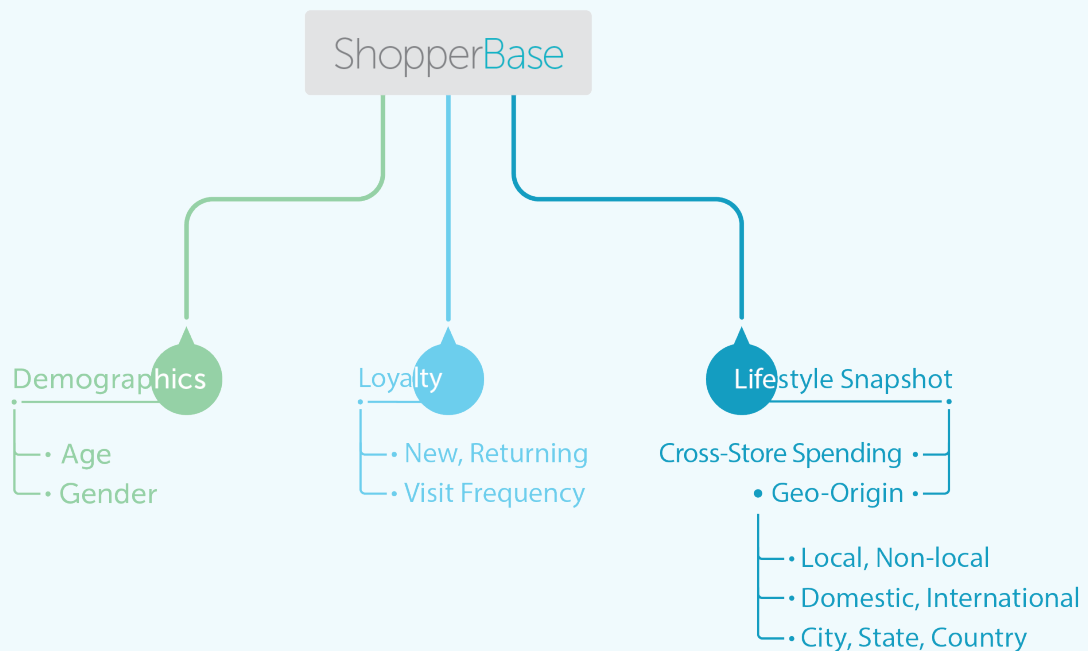 ShopperBase
Demographics
Age
Gender
Loyalty
New, Returning
Visit Frequency
Lifestyle Snapshot
Cross-Store Spending
Geo-Origin
Local, Non-local
Domestic, International
City, State, Country